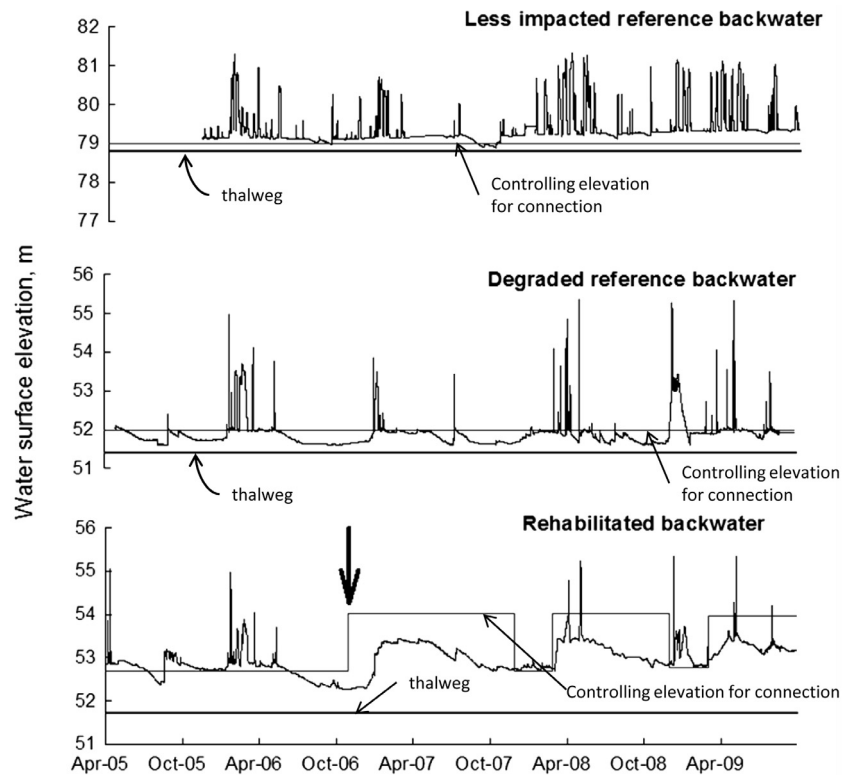 Less impacted reference backwater
82
81
80
79
78
77
thalweg
Controlling elevation
for connection
Water surface elevation, m
Degraded reference backwater
56
55
54
53
52
51
thalweg
Controlling elevation
for connection
Rehabilitated backwater
56
55
54
53
52
51
thalweg
Controlling elevation for connection
Apr-05 Oct-05 Apr-06 Oct-06 Apr-07 Oct-07 Apr-08 Oct-08 Apr-09